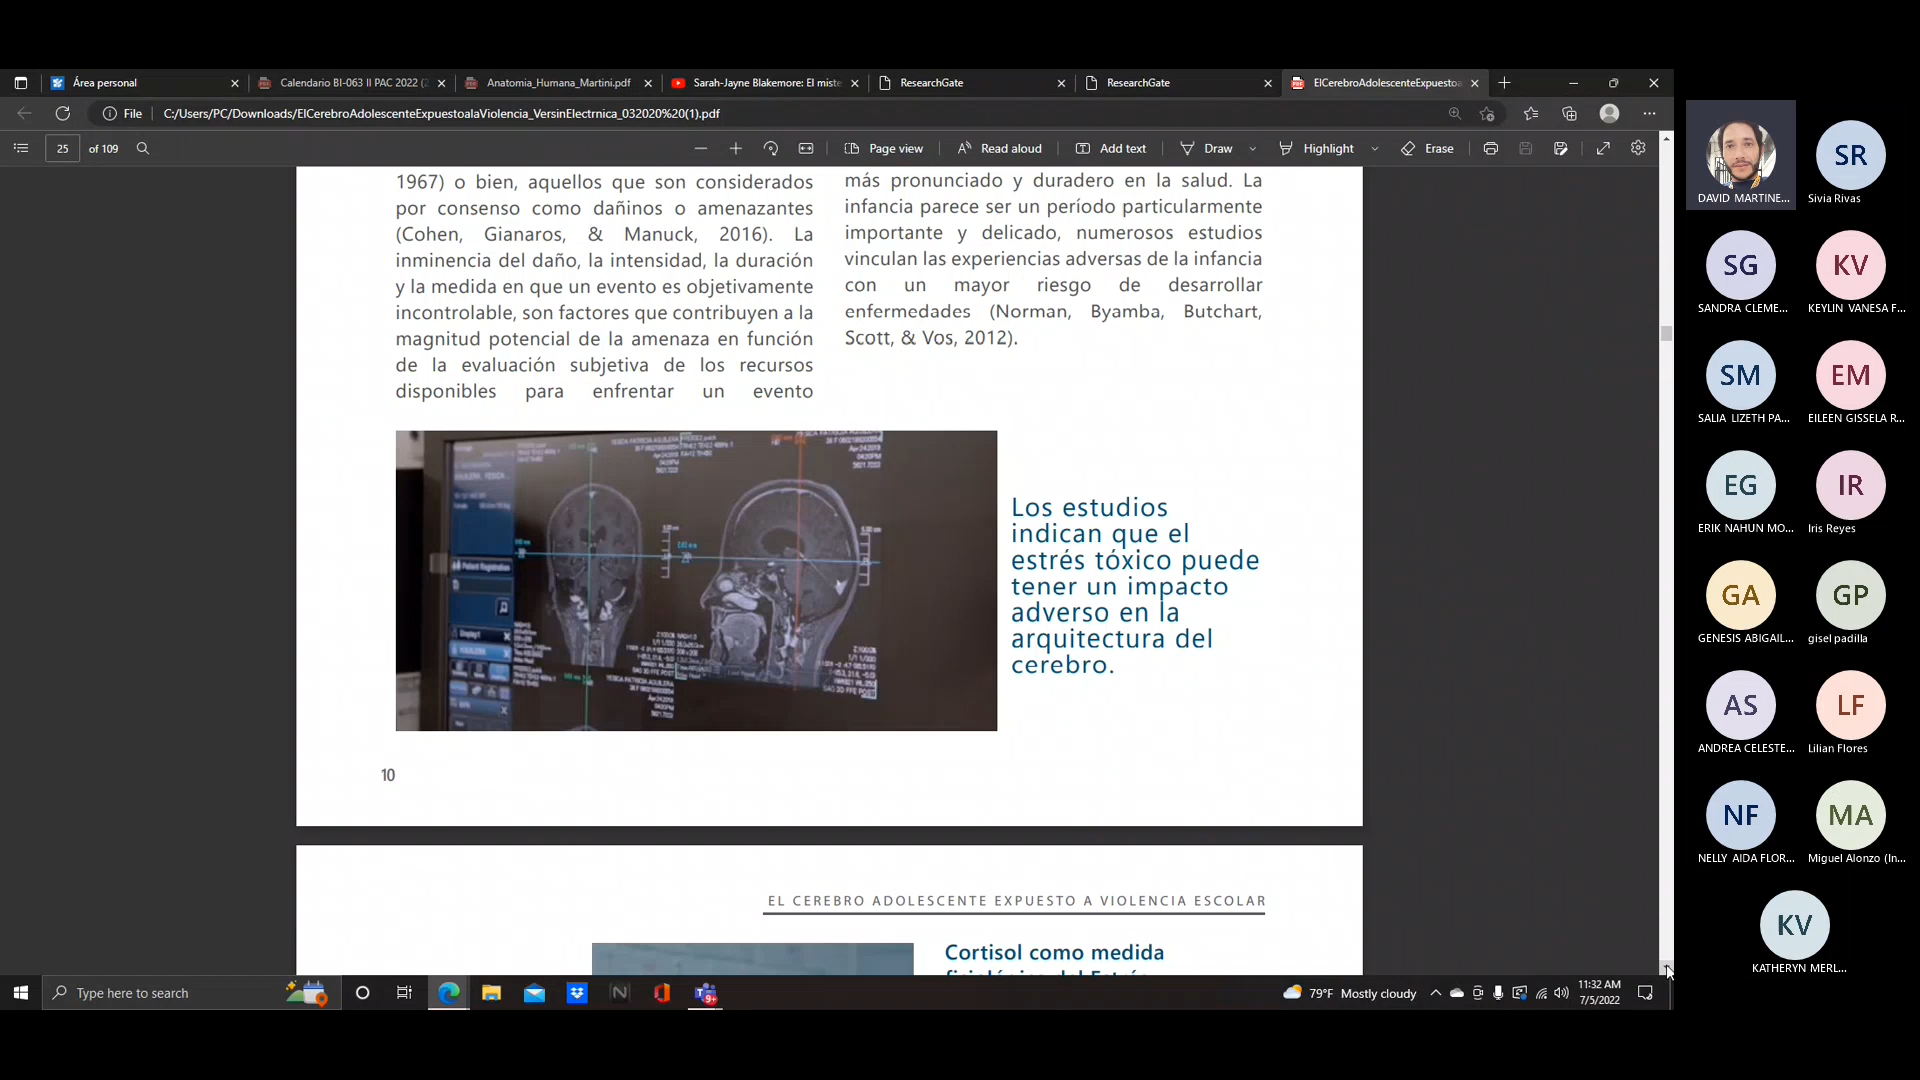 Área personal
Calendario BI-063 II PAC 2022 (2
Anatomia_Humana_Martini.pdf
Sarah-Jayne Blakemore: El miste
ResearchGate
ResearchGate
ElCerebroAdolescenteExpuestoa
File
C:/Users/PC/Downloads/ElCerebroAdolescenteExpuestoalaViolencia_VersinElectrnica_032020%20(1).pdf
25 of 109
Page view
Read aloud
Add text
Draw
Highlight
Erase
1967) o bien, aquellos que son considerados
por consenso como dañinos o amenazantes
(Cohen, Gianaros, & Manuck, 2016). La
inminencia del daño, la intensidad, la duración
y la medida en que un evento es objetivamente
incontrolable, son factores que contribuyen a la
magnitud potencial de la amenaza en función
de la evaluación subjetiva de los recursos
disponibles para enfrentar un evento
más pronunciado y duradero en la salud. La
infancia parece ser un período particularmente
importante y delicado, numerosos estudios
vinculan las experiencias adversas de la infancia
con un mayor riesgo de desarrollar
enfermedades (Norman, Byamba, Butchart,
Scott, & Vos, 2012).
Patient Registration
Los estudios
indican que el
estrés tóxico puede
tener un impacto
adverso en la
arquitectura del
cerebro.
10
EL CEREBRO ADOLESCENTE EXPUESTO A VIOLENCIA ESCOLAR
Cortisol como medida
Type here to search
79°F Mostly cloudy
11:32 AM
7/5/2022
DAVID MARTINE...
SR
Sivia Rivas
SG
SANDRA CLEME...
KV
KEYLIN VANESA F...
SM
SALIA LIZETH PA...
EM
EILEEN GISSELA R...
EG
ERIK NAHUN MO...
IR
Iris Reyes
GA
GENESIS ABIGAIL...
GP
gisel padilla
AS
ANDREA CELESTE...
LF
Lilian Flores
NF
NELLY AIDA FLOR...
MA
Miguel Alonzo (In...
KV
KATHERYN MERL...